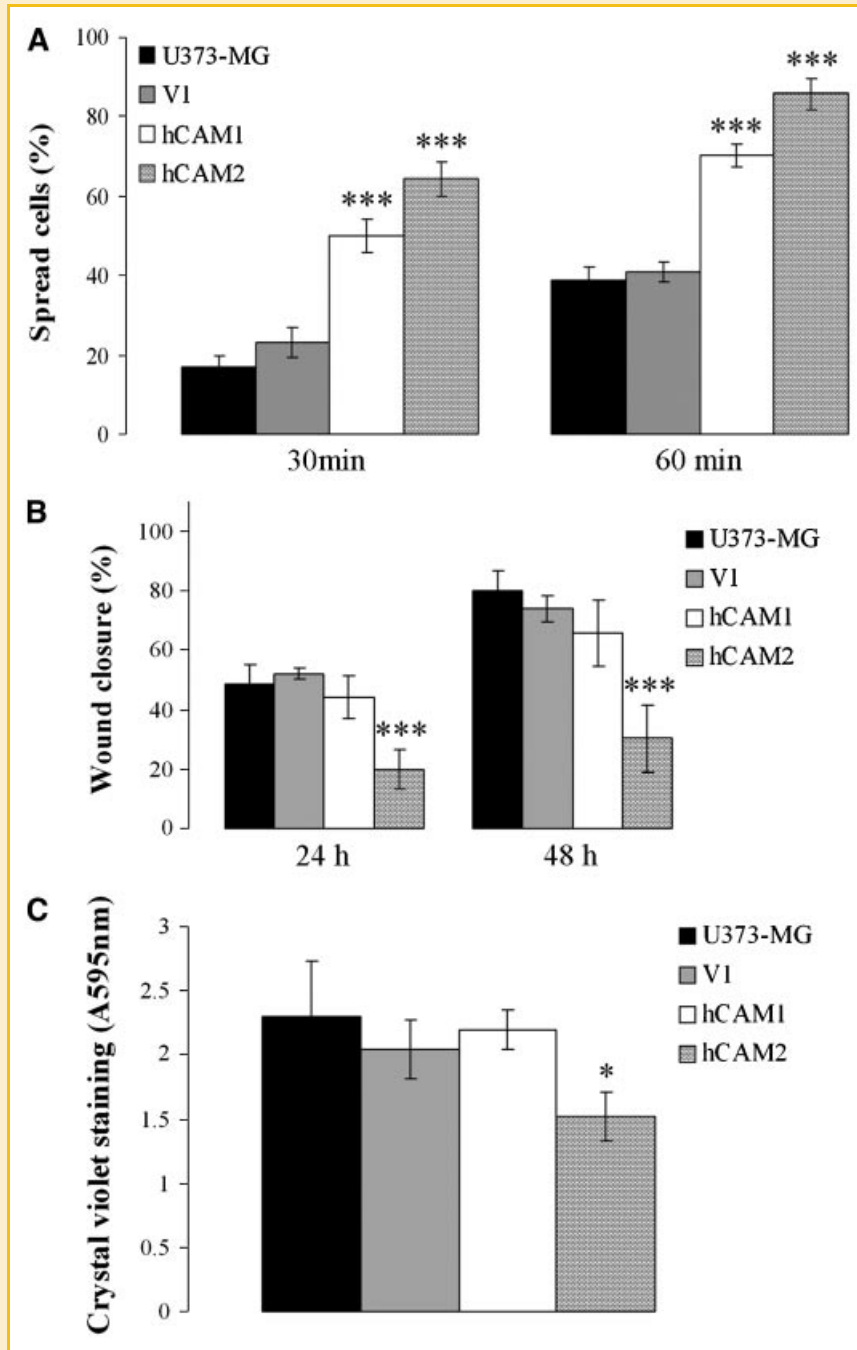 A
Spread cells (%)
100
80
60
40
20
0
U373-MG
V1
hCAM1
hCAM2
*** ***
*** ***
30min 60 min
B
Wound closure (%)
100
80
60
40
20
0
U373-MG
V1
hCAM1
hCAM2
***
***
24 h 48 h
C
Crystal violet staining (A595nm)
3
2.5
2
1.5
1
0.5
0
U373-MG
V1
hCAM1
hCAM2
*